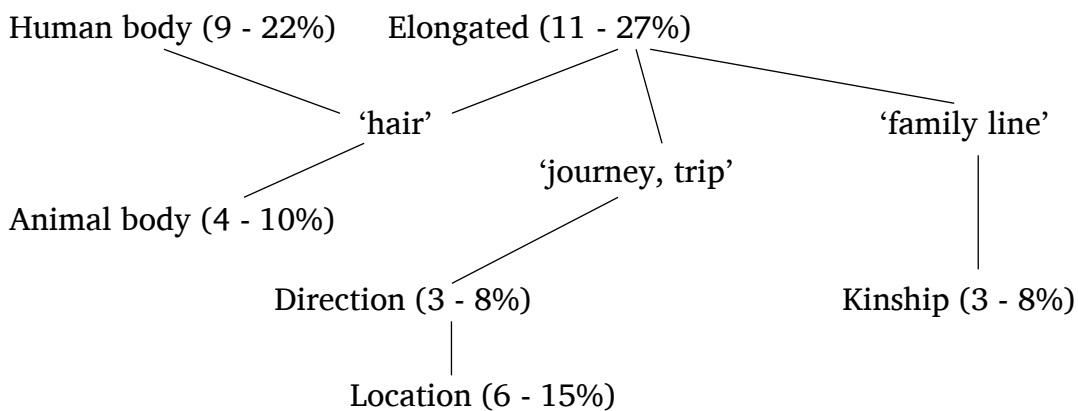 Human body (9 - 22%)
Elongated (11 - 27%)
‘hair’
‘family line’
‘journey, trip’
Animal body (4 - 10%)
Direction (3 - 8%)
Kinship (3 - 8%)
Location (6 - 15%)